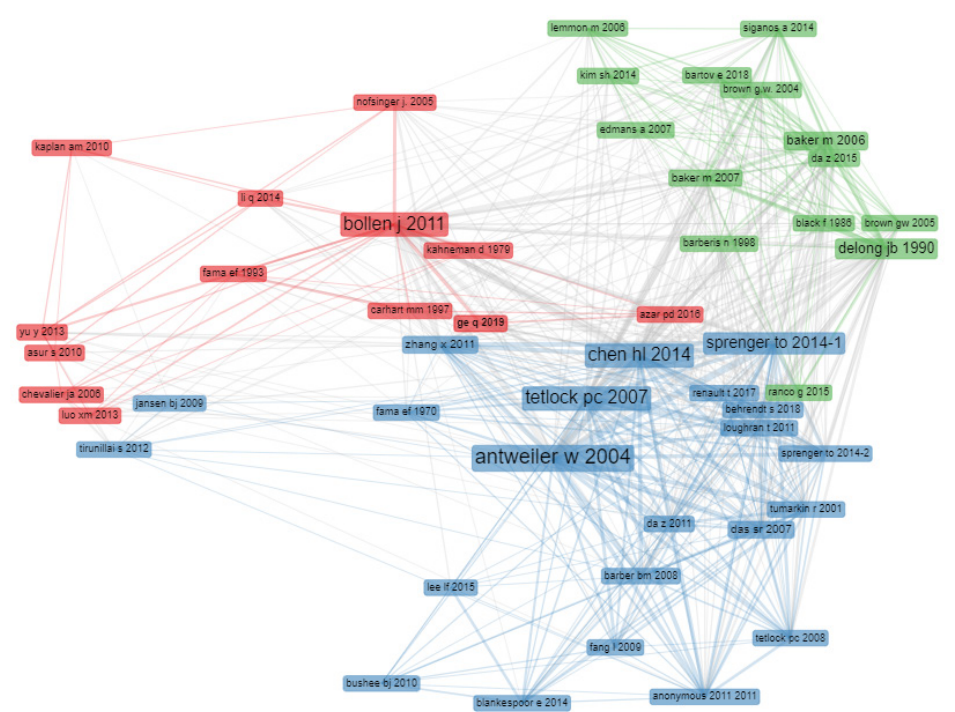 lemmon m 2006
siganos a 2014
kim sh 2014
bartov e 2018
brown g.w. 2004
nofsinger j. 2005
edmans a 2007
baker m 2006
kaplan am 2010
da z 2015
baker m 2007
li q 2014
bollen j 2011
black f 1986
brown gw 2005
kahneman d 1979
barberis n 1998
delong jb 1990
fama ef 1993
carhart mm 1997
azar pd 2016
ge q 2019
yu y 2013
zhang x 2011
sprenger to 2014-1
asur s 2010
chen hl 2014
chevalier ja 2006
tetlock pc 2007
renault t 2017
ranco g 2015
jansen bj 2009
luo xm 2013
fama ef 1970
behrendt s 2018
loughran t 2011
tirunillai s 2012
antweiler w 2004
sprenger to 2014-2
tumarkin r 2001
da z 2011
das sr 2007
barber bm 2008
lee lf 2015
tetlock pc 2008
fang l 2009
bushee bj 2010
blankespoor e 2014
anonymous 2011 2011